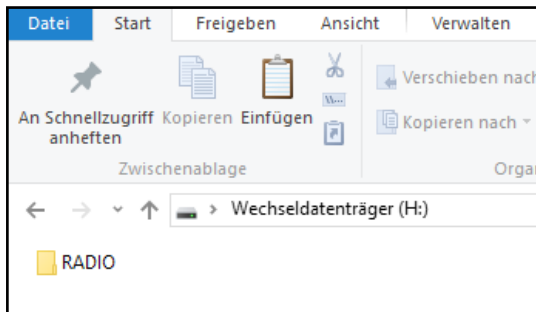 Datei Start Freigeben Ansicht Verwalten
An Schnellzugriff anheften
Kopieren
Einfügen
Verschieben nach
Kopieren nach
Zwischenablage
Wechseldatenträger (H:)
RADIO